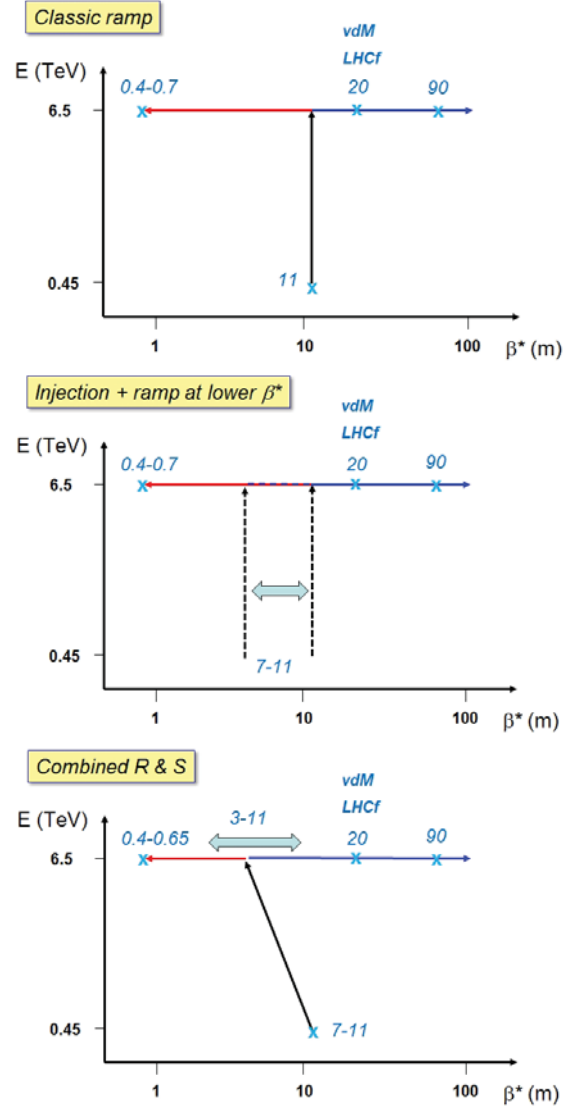 Classic ramp
vdM
LHCf
E (TeV)
0.4-0.7
20
90
6.5
11
0.45
1
10
100
β* (m)
Injection + ramp at lower β*
vdM
LHCf
E (TeV)
0.4-0.7
20
90
6.5
0.45
7-11
1
10
100
β* (m)
Combined R & S
vdM
LHCf
3-11
E (TeV)
0.4-0.65
20
90
6.5
0.45
7-11
1
10
100
β* (m)